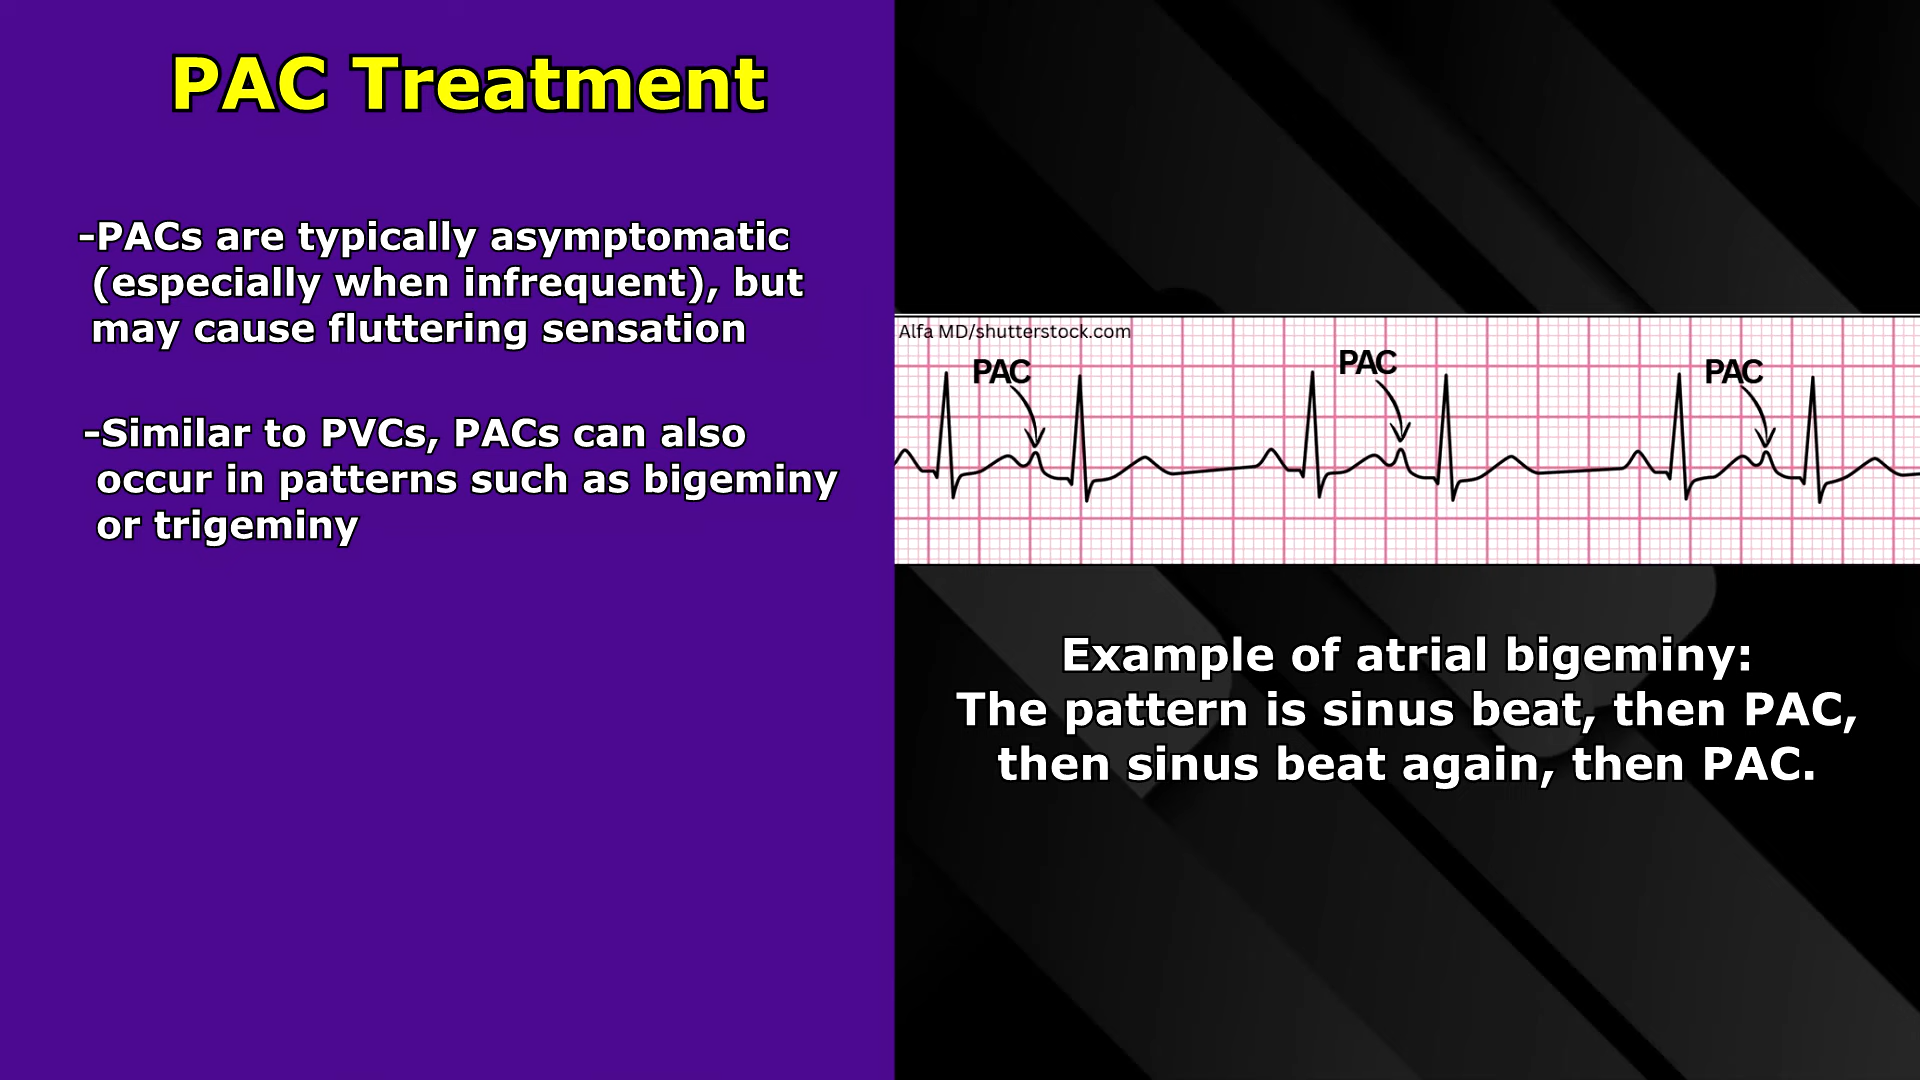 PAC Treatment
-PACs are typically asymptomatic
(especially when infrequent), but
may cause fluttering sensation
-Similar to PVCs, PACs can also
occur in patterns such as bigeminy
or trigeminy
Alfa MD/shutterstock.com
PAC
PAC
PAC
Example of atrial bigeminy:
The pattern is sinus beat, then PAC,
then sinus beat again, then PAC.